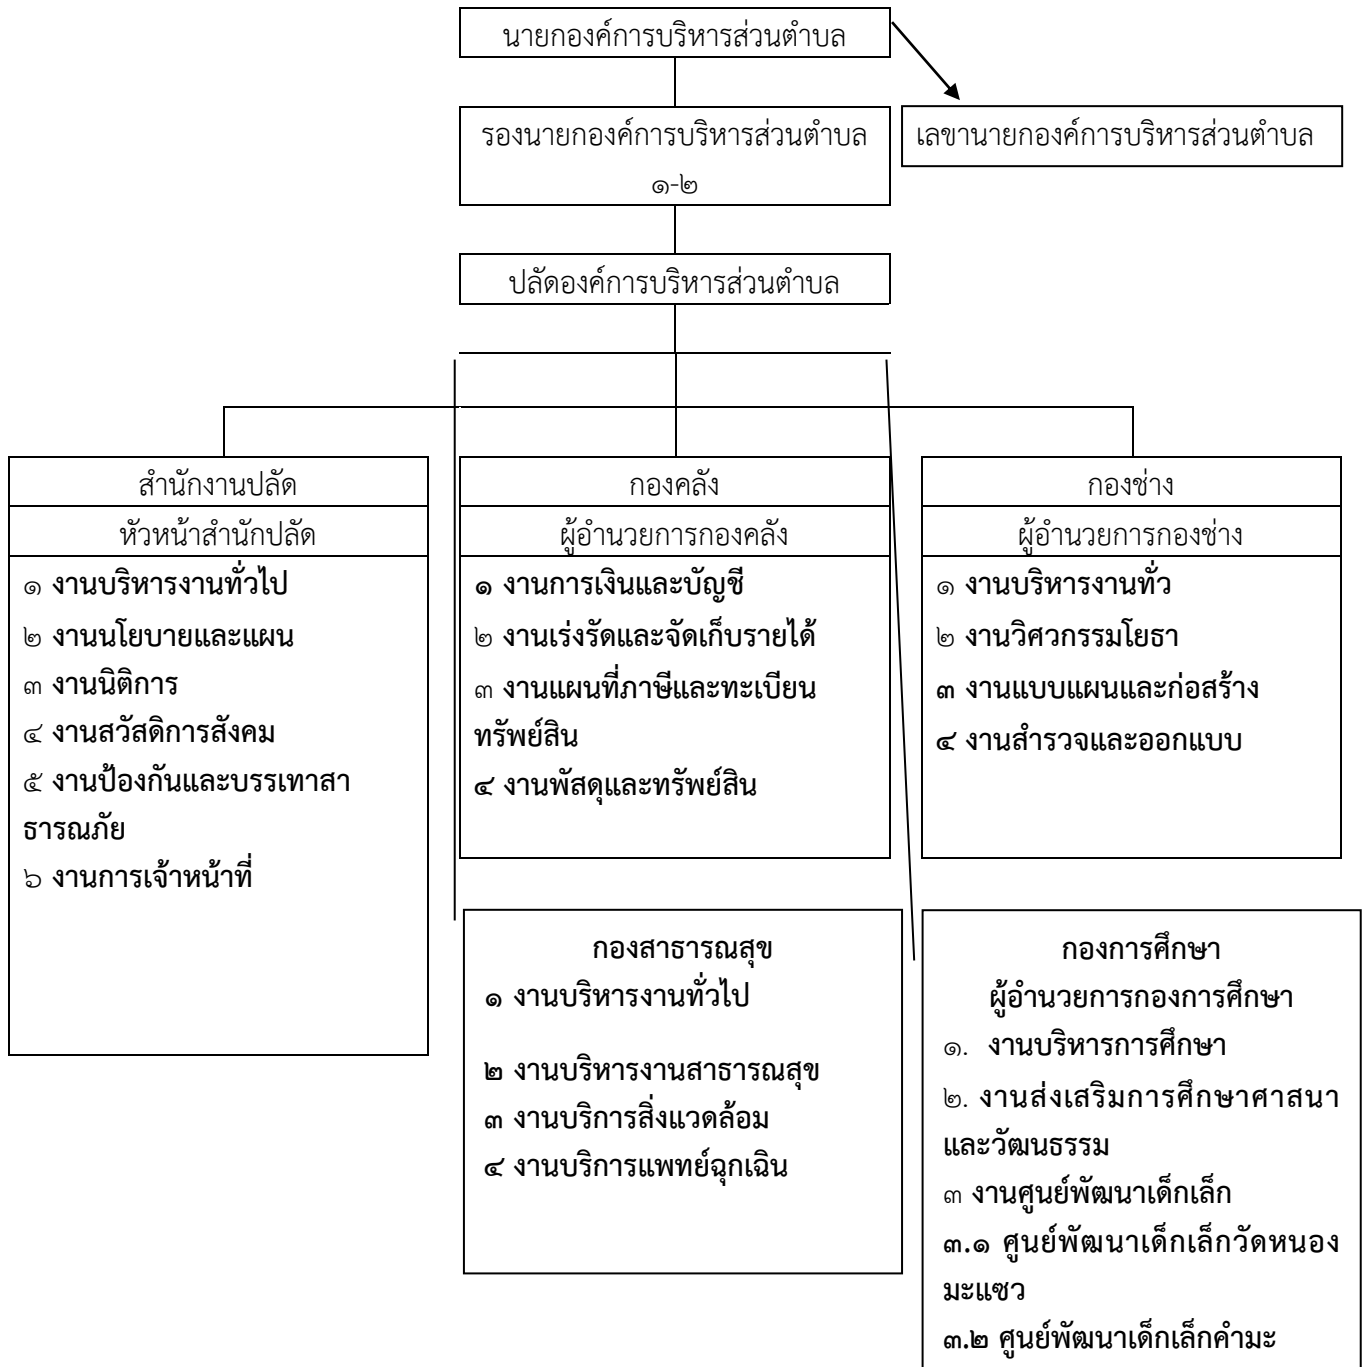 นายกองค์การบริหารส่วนตำบล
รองนายกองค์การบริหารส่วนตำบล
๑-๒
เลขานายกองค์การบริหารส่วนตำบล
ปลัดองค์การบริหารส่วนตำบล
สำนักงานปลัด
หัวหน้าสำนักปลัด
๑ งานบริหารงานทั่วไป
๒ งานนโยบายและแผน
๓ งานนิติการ
๔ งานสวัสดิการสังคม
๕ งานป้องกันและบรรเทาสา
ธารณภัย
๖ งานการเจ้าหน้าที่
กองคลัง
ผู้อำนวยการกองคลัง
๑ งานการเงินและบัญชี
๒ งานเร่งรัดและจัดเก็บรายได้
๓ งานแผนที่ภาษีและทะเบียน
ทรัพย์สิน
๔ งานพัสดุและทรัพย์สิน
กองช่าง
ผู้อำนวยการกองช่าง
๑ งานบริหารงานทั่ว
๒ งานวิศวกรรมโยธา
๓ งานแบบแผนและก่อสร้าง
๔ งานสำรวจและออกแบบ
กองสาธารณสุข
๑ งานบริหารงานทั่วไป
๒ งานบริหารงานสาธารณสุข
๓ งานบริการสิ่งแวดล้อม
๔ งานบริการแพทย์ฉุกเฉิน
กองการศึกษา
ผู้อำนวยการกองการศึกษา
๑. งานบริหารการศึกษา
๒. งานส่งเสริมการศึกษาศาสนา
และวัฒนธรรม
๓ งานศูนย์พัฒนาเด็กเล็ก
๓.๑ ศูนย์พัฒนาเด็กเล็กวัดหนอง
มะแซว
๓.๒ ศูนย์พัฒนาเด็กเล็กคำมะ